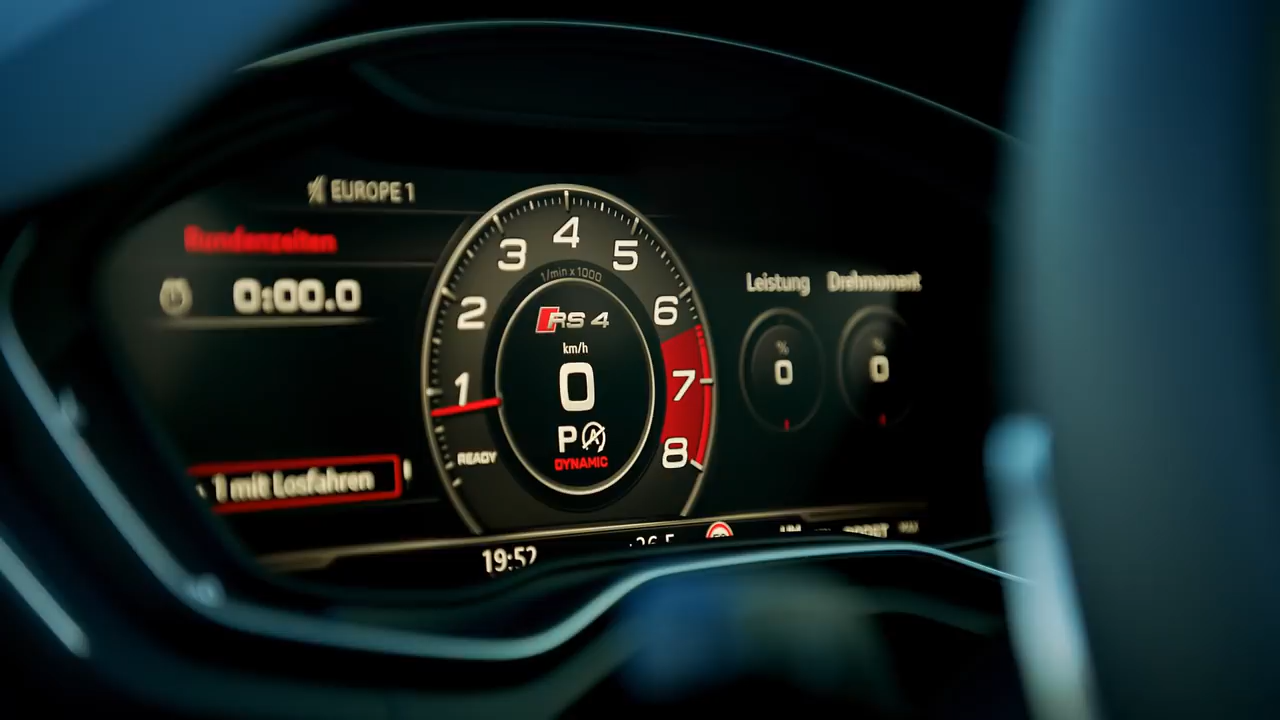 EUROPE 1
Rundenzeiten
0:00.0
1 mit Losfahren
1
2
3
4
5
6
7
8
1/min x 1000
RS 4
km/h
0
P A
DYNAMIC
READY
Leistung Drehmoment
% %
0 0
19:52